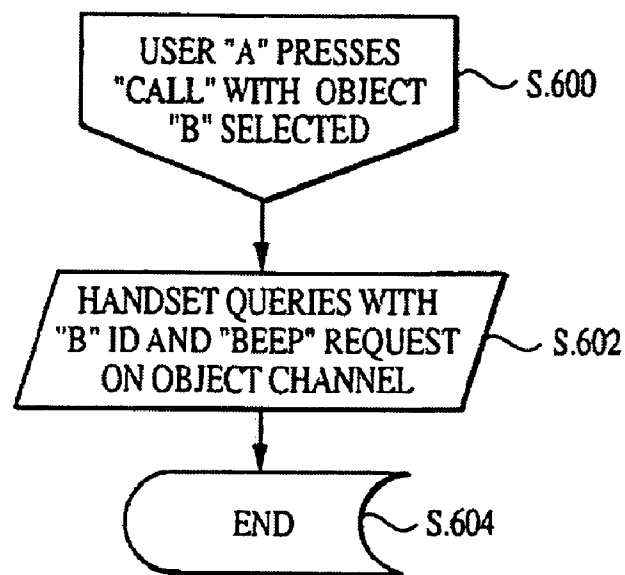 USER "A" PRESSES
"CALL" WITH OBJECT
"B" SELECTED
S.600
HANDSET QUERIES WITH
"B" ID AND "BEEP" REQUEST
ON OBJECT CHANNEL
S.602
END
S.604